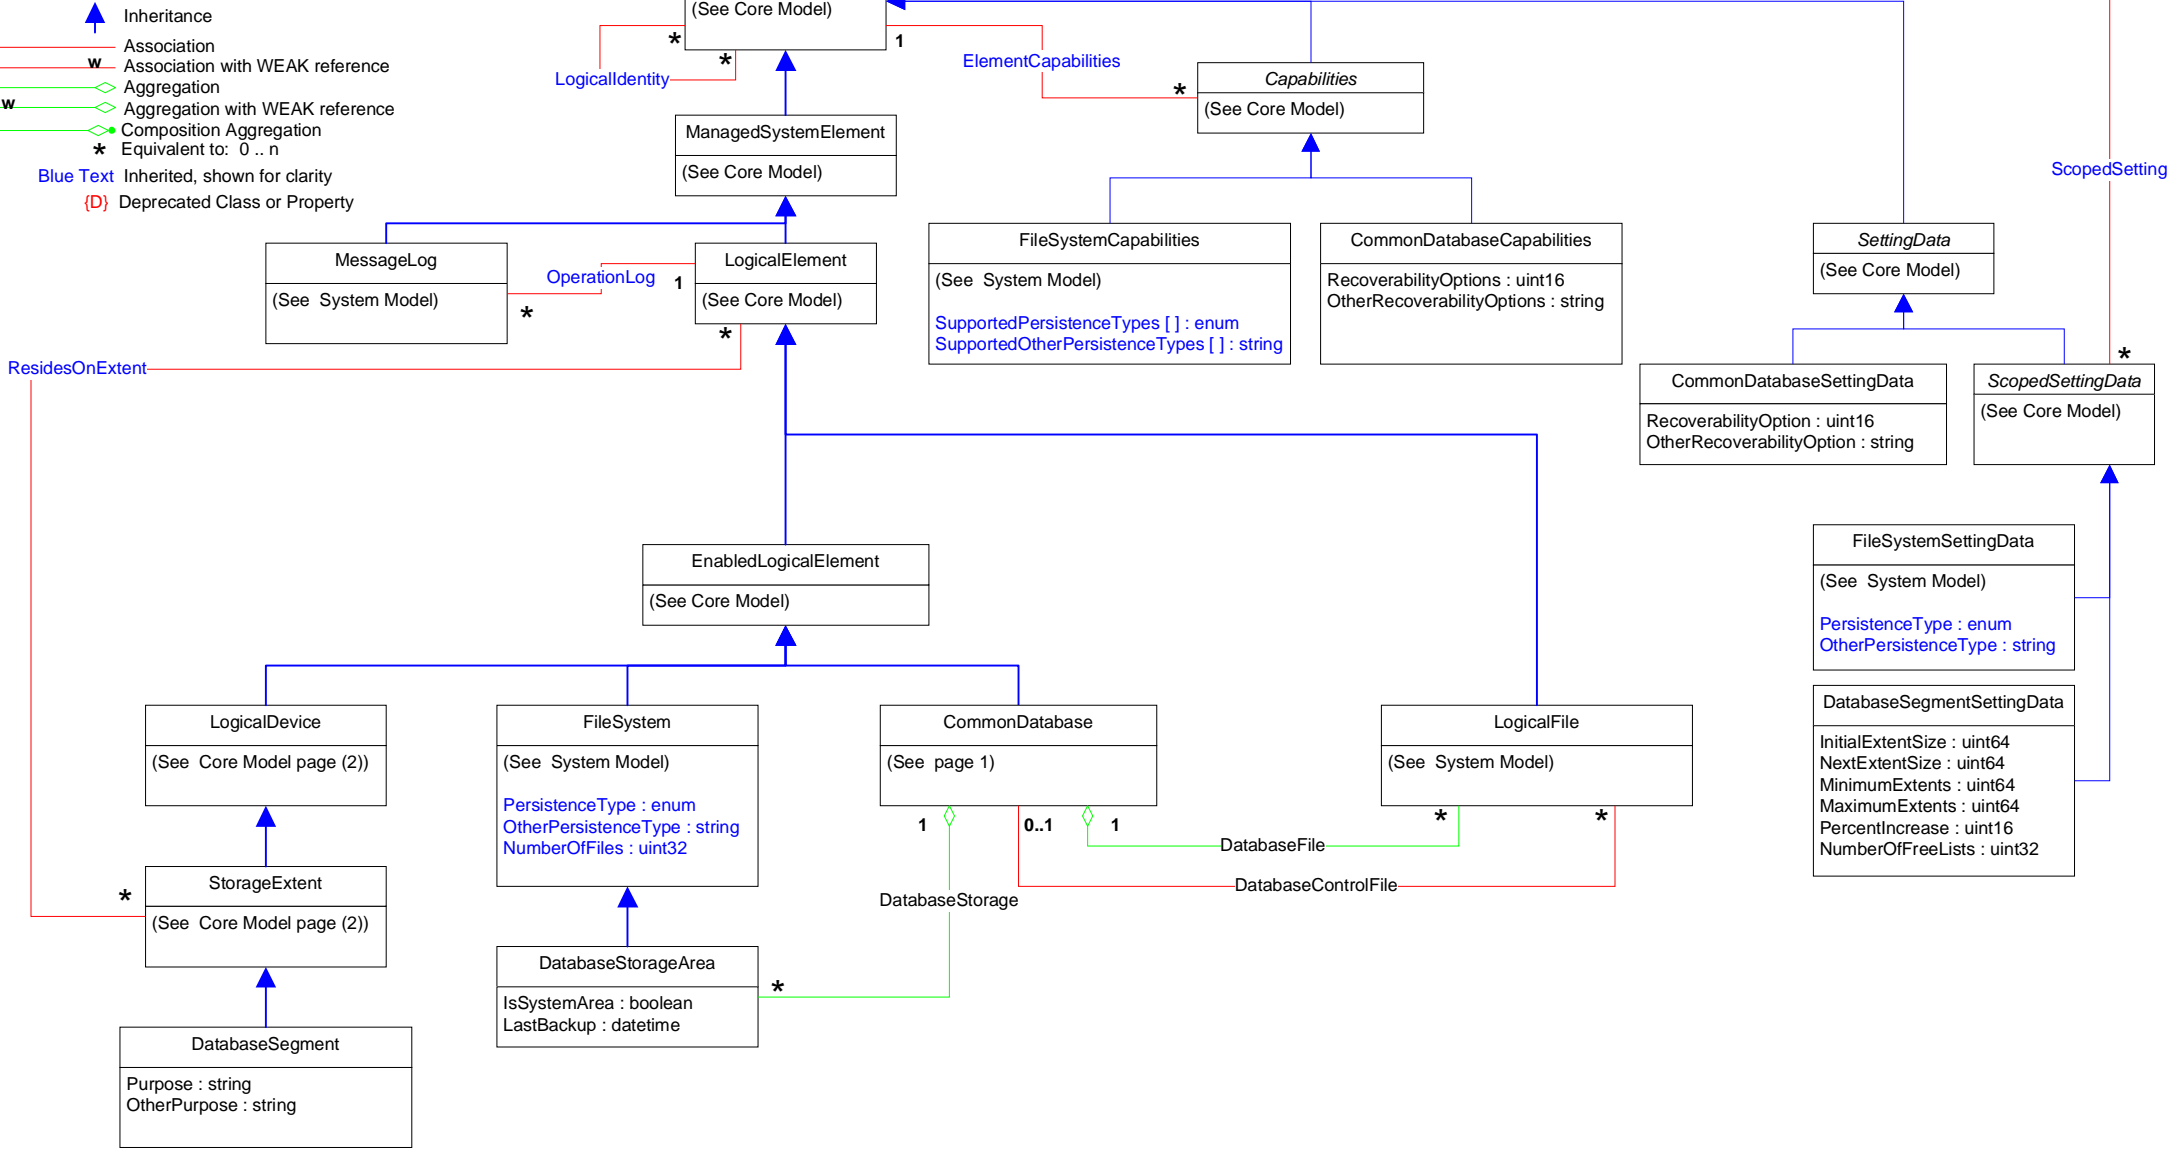 Inheritance
Association
w Association with WEAK reference
Aggregation
w Aggregation with WEAK reference
Composition Aggregation
* Equivalent to: 0 .. n
Blue Text Inherited, shown for clarity
{D} Deprecated Class or Property
(See Core Model)
*
*
1
LogicalIdentity
ElementCapabilities
*
Capabilities
(See Core Model)
ManagedSystemElement
(See Core Model)
ScopedSetting
*
MessageLog
(See System Model)
OperationLog
1
*
LogicalElement
(See Core Model)
*
ResidesOnExtent
FileSystemCapabilities
(See System Model)
SupportedPersistenceTypes [ ] : enum
SupportedOtherPersistenceTypes [ ] : string
CommonDatabaseCapabilities
RecoverabilityOptions : uint16
OtherRecoverabilityOptions : string
SettingData
(See Core Model)
CommonDatabaseSettingData
RecoverabilityOption : uint16
OtherRecoverabilityOption : string
ScopedSettingData
(See Core Model)
EnabledLogicalElement
(See Core Model)
FileSystemSettingData
(See System Model)
PersistenceType : enum
OtherPersistenceType : string
DatabaseSegmentSettingData
InitialExtentSize : uint64
NextExtentSize : uint64
MinimumExtents : uint64
MaximumExtents : uint64
PercentIncrease : uint16
NumberOfFreeLists : uint32
LogicalDevice
(See Core Model page (2))
FileSystem
(See System Model)
PersistenceType : enum
OtherPersistenceType : string
NumberOfFiles : uint32
CommonDatabase
(See page 1)
LogicalFile
(See System Model)
1
0..1
1
*
*
DatabaseFile
DatabaseControlFile
DatabaseStorage
*
StorageExtent
(See Core Model page (2))
DatabaseStorageArea
IsSystemArea : boolean
LastBackup : datetime
*
DatabaseSegment
Purpose : string
OtherPurpose : string